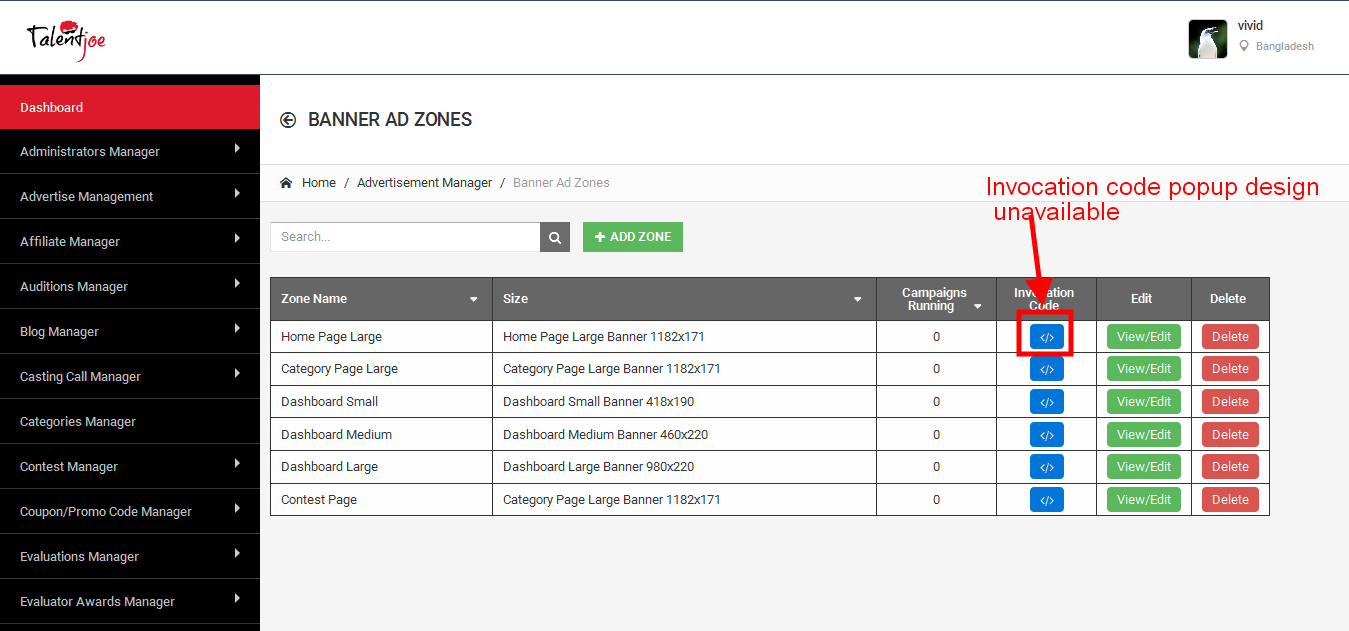 Talentjoe
vivid
Bangladesh
Dashboard
Administrators Manager
Advertise Management
Affiliate Manager
Auditions Manager
Blog Manager
Casting Call Manager
Categories Manager
Contest Manager
Coupon/Promo Code Manager
Evaluations Manager
Evaluator Awards Manager
BANNER AD ZONES
Home / Advertisement Manager / Banner Ad Zones
Invocation code popup design
unavailable
Search...
ADD ZONE
Zone Name Size Campaigns Running Invocation Code Edit Delete
Home Page Large Home Page Large Banner 1182x171 0 </> View/Edit Delete
Category Page Large Category Page Large Banner 1182x171 0 </> View/Edit Delete
Dashboard Small Dashboard Small Banner 418x190 0 </> View/Edit Delete
Dashboard Medium Dashboard Medium Banner 460x220 0 </> View/Edit Delete
Dashboard Large Dashboard Large Banner 980x220 0 </> View/Edit Delete
Contest Page Category Page Large Banner 1182x171 0 </> View/Edit Delete